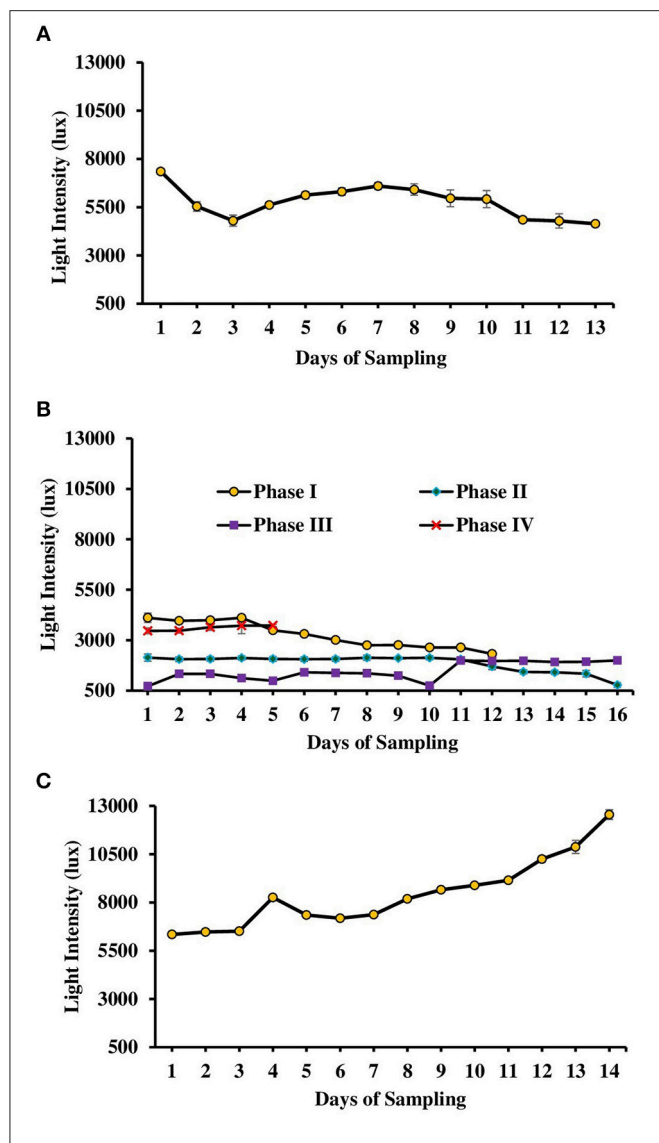 A
13000
10500
8000
5500
3000
500
Light Intensity (lux)
1 2 3 4 5 6 7 8 9 10 11 12 13
Days of Sampling
B
13000
10500
8000
5500
3000
500
Light Intensity (lux)
Phase I Phase II
Phase III Phase IV
1 2 3 4 5 6 7 8 9 10 11 12 13 14 15 16
Days of Sampling
C
13000
10500
8000
5500
3000
500
Light Intensity (lux)
1 2 3 4 5 6 7 8 9 10 11 12 13 14
Days of Sampling